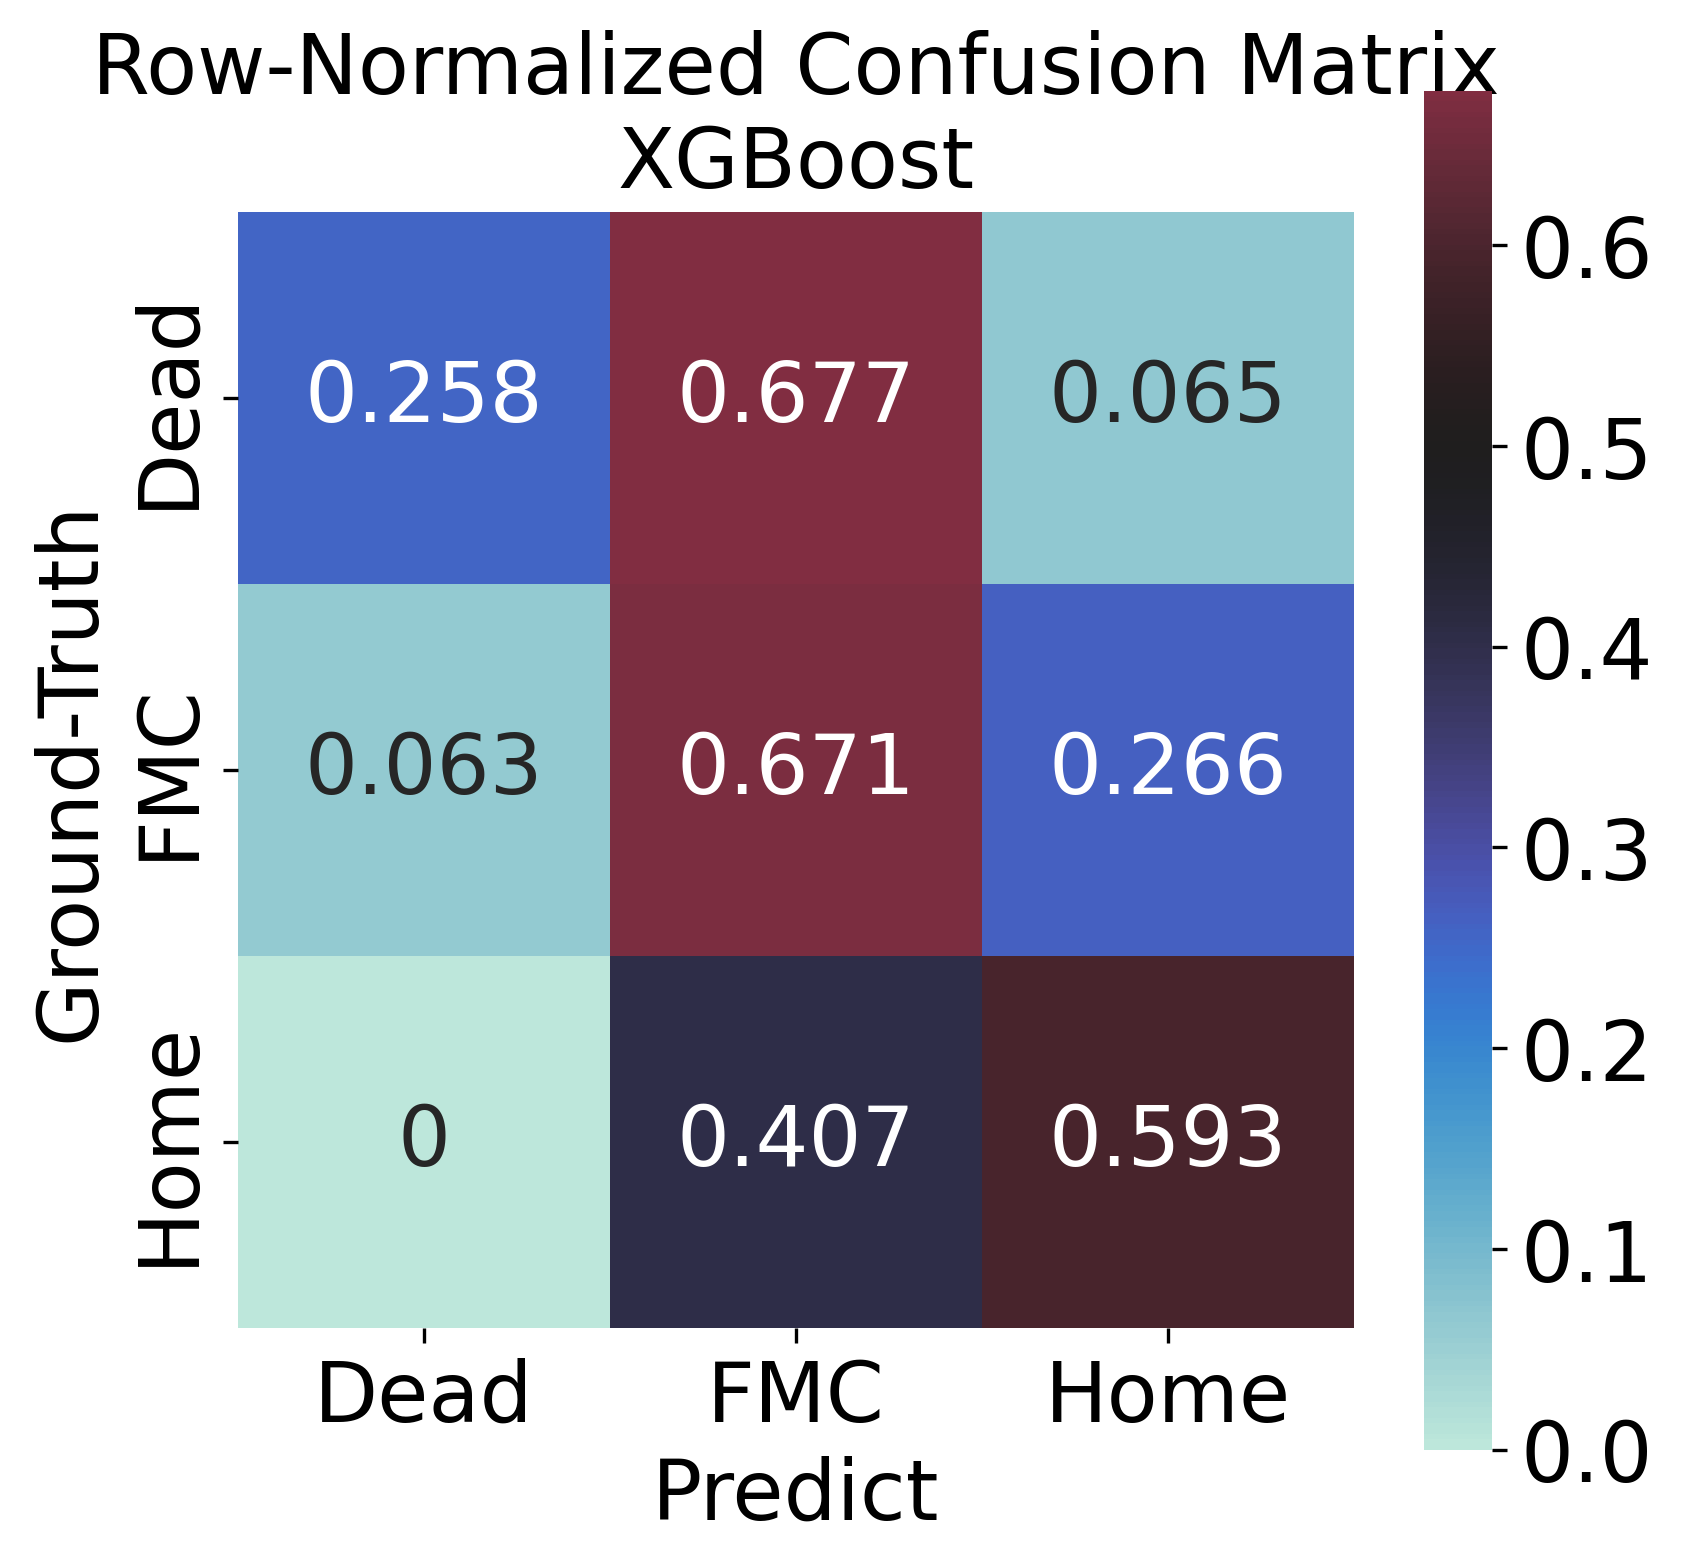 Row-Normalized Confusion Matrix
XGBoost
Ground-Truth
Dead
0.258 0.677 0.065
FMC
0.063 0.671 0.266
Home
0 0.407 0.593
Dead FMC Home
Predict
0.6
0.5
0.4
0.3
0.2
0.1
0.0